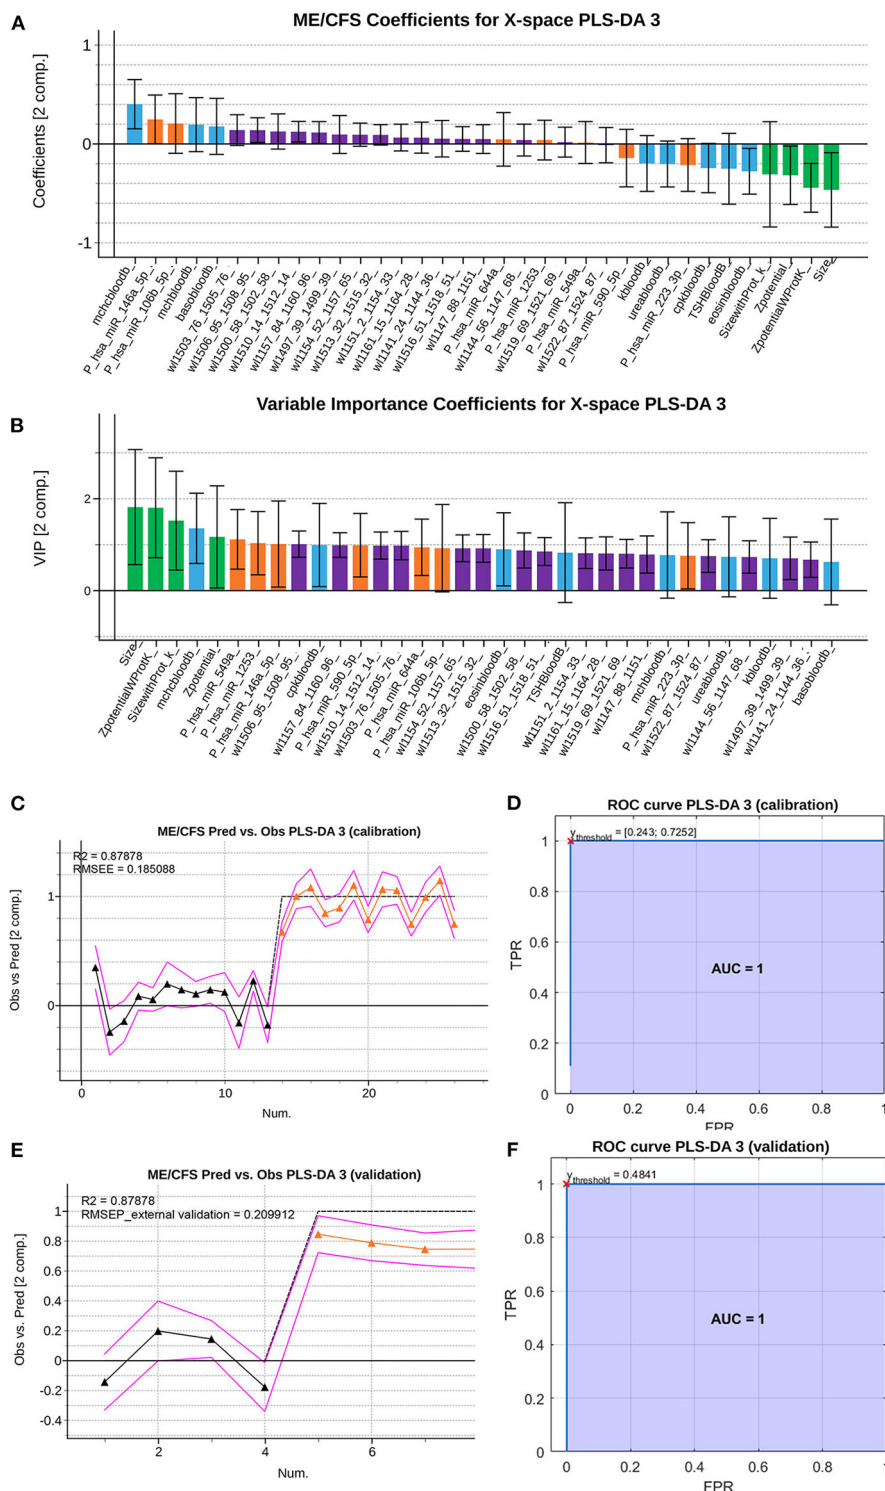 A
ME/CFS Coefficients for X-space PLS-DA 3
Coefficients [2 comp.]
1
0
-1
mchcbloodb_
P_hsa_miR_146a_5p_
P_hsa_miR_106b_5p_
mchbloodb_
basobloodb_
wl1503_76_1505_76_
wl1506_95_1508_95_
wl1500_58_1502_58_
wl1510_14_1512_14_
wl1157_84_1160_96_
wl1497_39_1499_39_
wl1154_52_1157_65_
wl1513_32_1515_32_
wl1151_2_1154_33_
wl1161_15_1164_28_
wl1141_24_1144_36_
wl1516_51_1518_51_
wl1147_88_1151_
P_hsa_miR_644a_
wl1144_56_1147_68_
P_hsa_miR_1253_
wl1519_69_1521_69_
P_hsa_miR_549a_
wl1522_87_1524_87_
P_hsa_miR_590_5p_
kbloodb_
ureabloodb_
P_hsa_miR_223_3p_
cpkbloodb_
TSHBloodB_
eosinbloodb_
SizewithProt_k_
Zpotential_
ZpotentialWProtK_
Size_
B
Variable Importance Coefficients for X-space PLS-DA 3
VIP [2 comp.]
2
0
Size_
ZpotentialWProtK_
SizewithProt_k_
mchcbloodb_
Zpotential_
P_hsa_miR_549a_
P_hsa_miR_1253_
P_hsa_miR_146a_5p_
wl1506_95_1508_95_
cpkbloodb_
wl1157_84_1160_96_
P_hsa_miR_590_5p_
wl1510_14_1512_14_
wl1503_76_1505_76_
P_hsa_miR_644a_
P_hsa_miR_106b_5p_
wl1154_52_1157_65_
wl1513_32_1515_32_
eosinbloodb_
wl1500_58_1502_58_
wl1516_51_1518_51_
TSHBloodB_
wl1151_2_1154_33_
wl1161_15_1164_28_
wl1519_69_1521_69_
wl1147_88_1151_
mchbloodb_
P_hsa_miR_223_3p_
wl1522_87_1524_87_
ureabloodb_
wl1144_56_1147_68_
kbloodb_
wl1497_39_1499_39_
wl1141_24_1144_36_
basobloodb_
C
ME/CFS Pred vs. Obs PLS-DA 3 (calibration)
R2 = 0.87878
RMSEE = 0.185088
Obs vs Pred [2 comp.]
1
0
0
10
20
Num.
D
ROC curve PLS-DA 3 (calibration)
y threshold = [0.243; 0.7252]
TPR
1
0.8
0.6
0.4
0.2
0
AUC = 1
0
0.2
0.4
0.6
0.8
1
FPR
E
ME/CFS Pred vs. Obs PLS-DA 3 (validation)
R2 = 0.87878
RMSEP_external validation = 0.209912
Obs vs. Pred [2 comp.]
1
0.8
0.6
0.4
0.2
0
-0.2
-0.4
2
4
6
Num.
F
ROC curve PLS-DA 3 (validation)
y threshold = 0.4841
TPR
1
0.8
0.6
0.4
0.2
0
AUC = 1
0
0.2
0.4
0.6
0.8
1
FPR